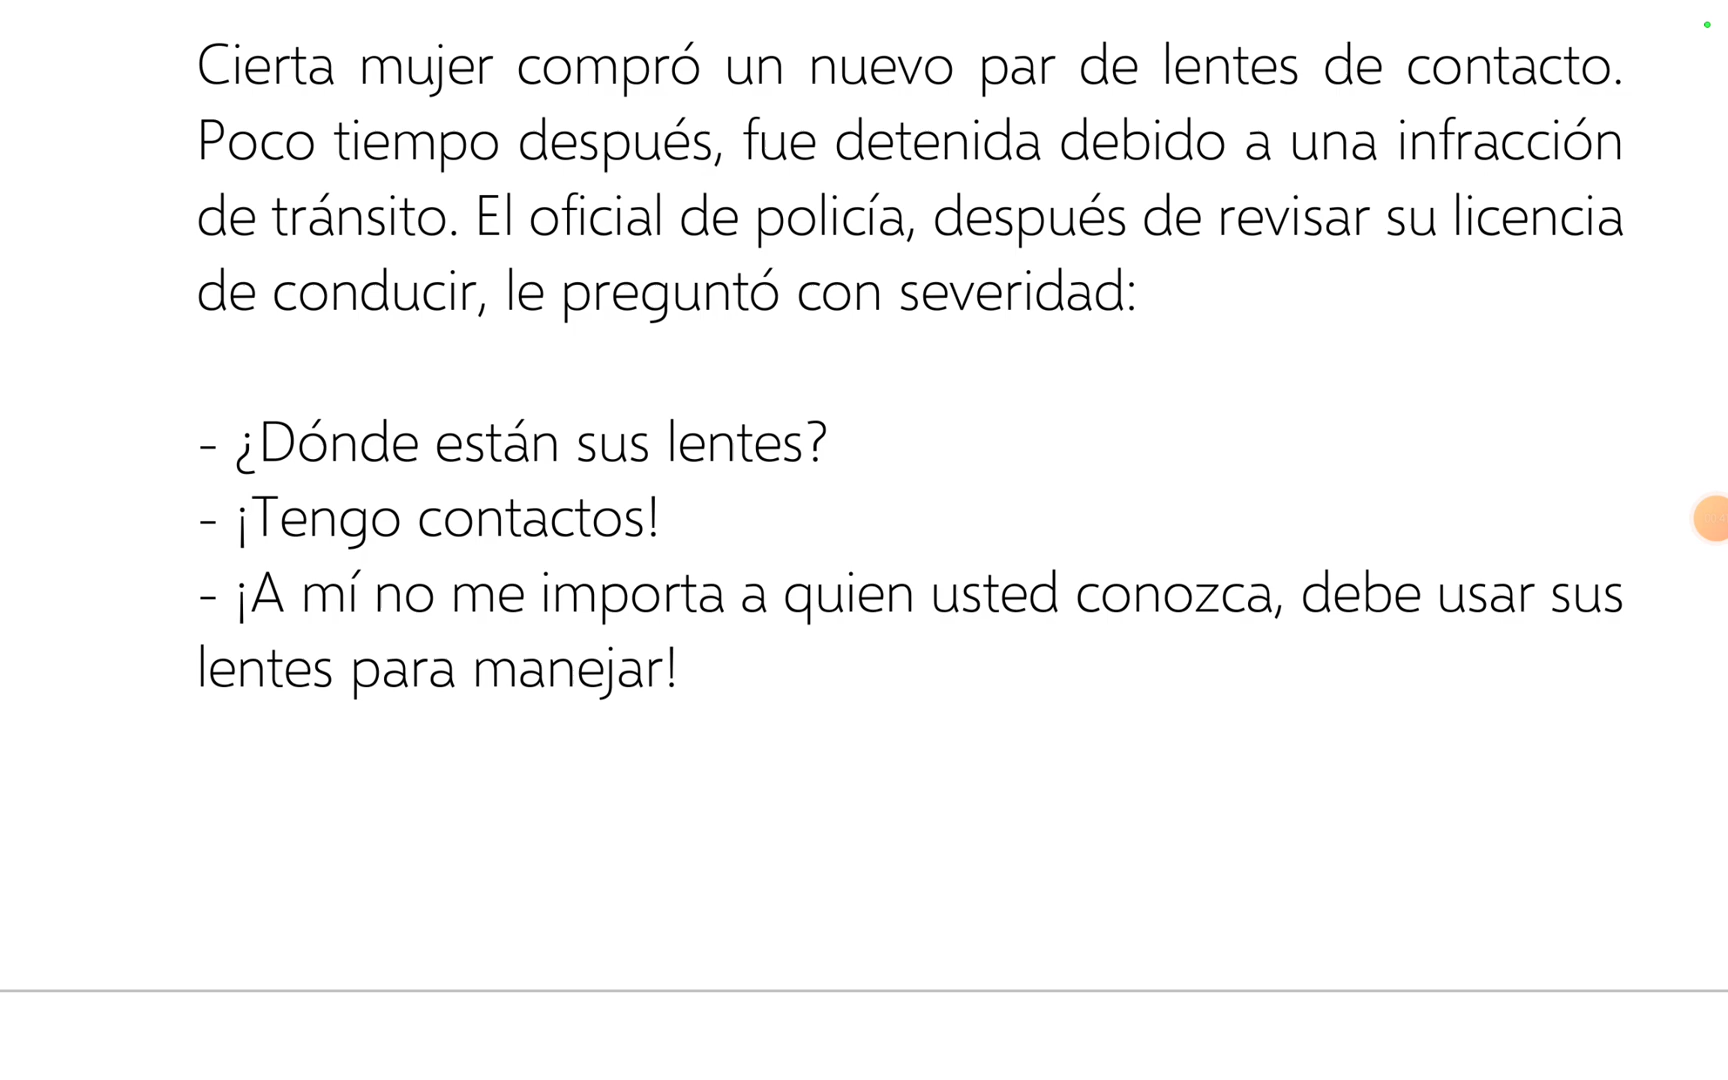 Cierta mujer compró un nuevo par de lentes de contacto.
Poco tiempo después, fue detenida debido a una infracción
de tránsito. El oficial de policía, después de revisar su licencia
de conducir, le preguntó con severidad:
- ¿Dónde están sus lentes?
- ¡Tengo contactos!
- ¡A mí no me importa a quien usted conozca, debe usar sus
lentes para manejar!